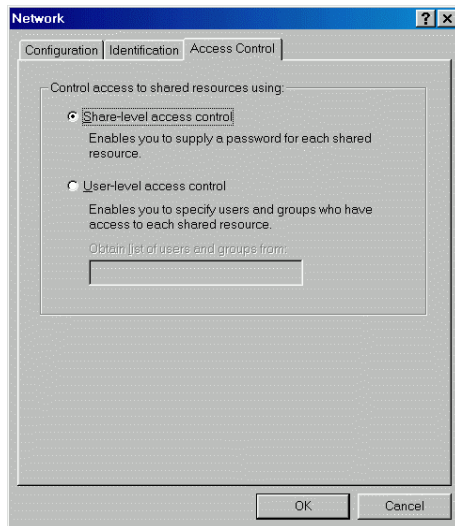 Network
Configuration Identification Access Control
Control access to shared resources using:
Share-level access control
Enables you to supply a password for each shared
resource.
User-level access control
Enables you to specify users and groups who have
access to each shared resource.
Obtain list of users and groups from:
OK Cancel